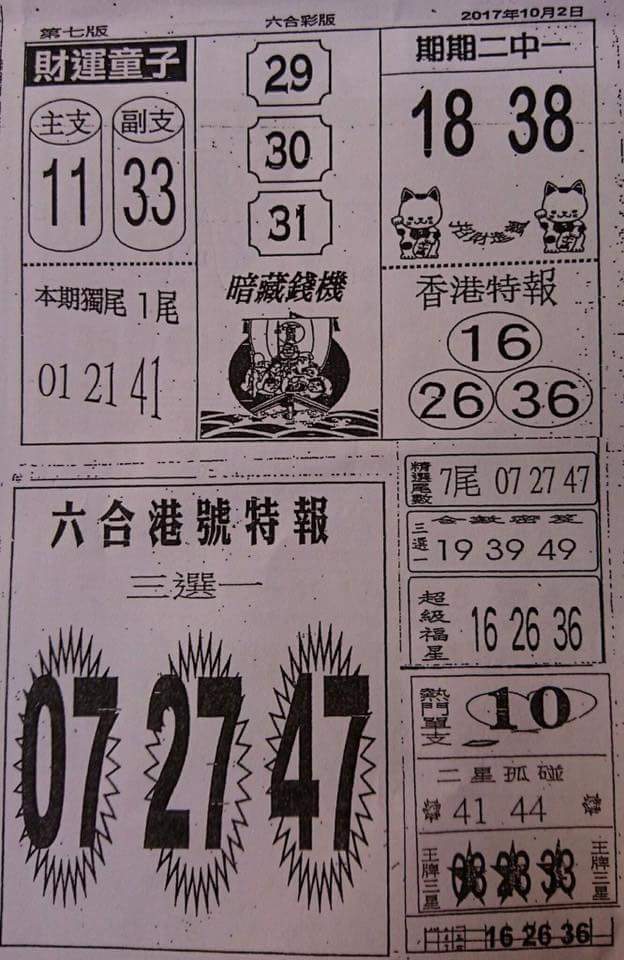 第七版
六合彩版
2017年10月2日
財運童子
主支 副支
11 33
29
30
31
期期二中一
18 38
本期獨尾 1尾
01 21 41
暗藏錢機
香港特報
16
26 36
精選尾數 7尾 07 27 47
三選一
19 39 49
超級福星 16 26 36
六合港號特報
三選一
07 27 47
熱門單支 10
二星孤碰
41 44
王牌三星 03 23 33 王牌三星
16 26 36